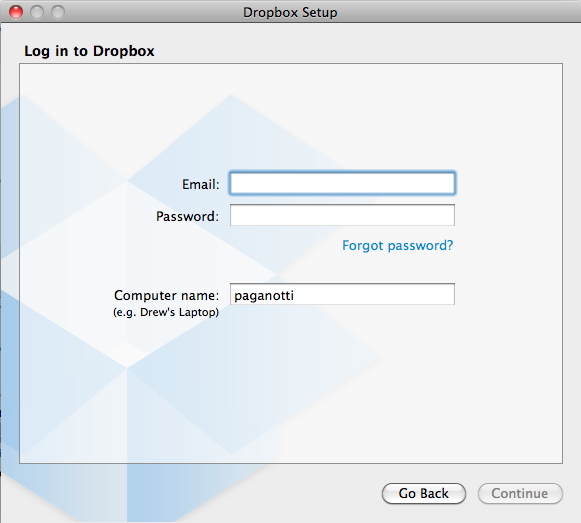 Dropbox Setup
Log in to Dropbox
Email:
Password:
Forgot password?
Computer name: paganotti
(e.g. Drew's Laptop)
Go Back Continue